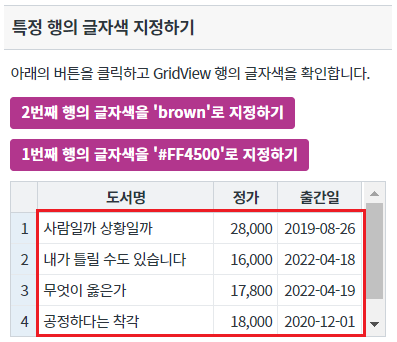 특정 행의 글자색 지정하기
아래의 버튼을 클릭하고 GridView 행의 글자색을 확인합니다.
2번째 행의 글자색을 'brown'로 지정하기
1번째 행의 글자색을 '#FF4500'로 지정하기
도서명 정가 출간일
1 사람일까 상황일까 28,000 2019-08-26
2 내가 틀릴 수도 있습니다 16,000 2022-04-18
3 무엇이 옳은가 17,800 2022-04-19
4 공정하다는 착각 18,000 2020-12-01